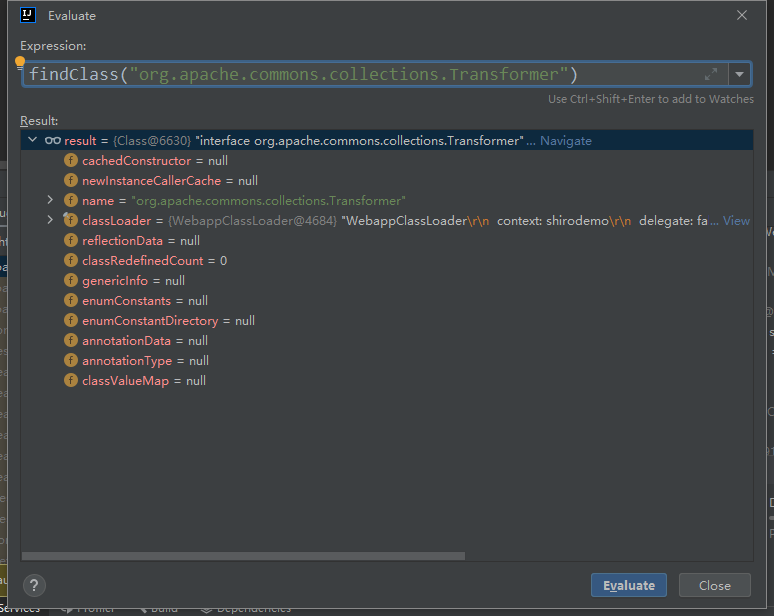 Evaluate
Expression:
findClass("org.apache.commons.collections.Transformer")
Use Ctrl+Shift+Enter to add to Watches
Result:
result = {Class@6630} "interface org.apache.commons.collections.Transformer"... Navigate
cachedConstructor = null
newInstanceCallerCache = null
name = "org.apache.commons.collections.Transformer"
classLoader = {WebappClassLoader@4684} "WebappClassLoader\r\n context: shirodemo\r\n delegate: fa... View
reflectionData = null
classRedefinedCount = 0
genericInfo = null
enumConstants = null
enumConstantDirectory = null
annotationData = null
annotationType = null
classValueMap = null
? Evaluate Close
Services Profiler Build Dependencies